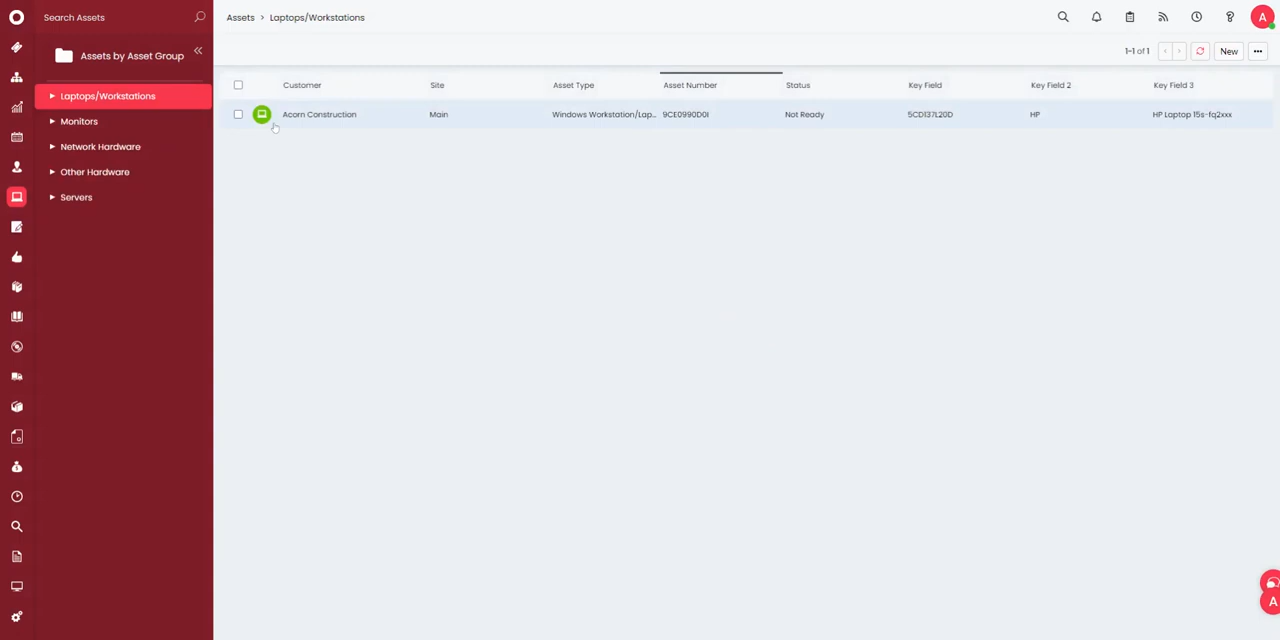 Search Assets
Assets > Laptops/Workstations
A
Assets by Asset Group
1-1 of 1
New
Laptops/Workstations
Monitors
Network Hardware
Other Hardware
Servers
Customer Site Asset Type Asset Number Status Key Field Key Field 2 Key Field 3
Acorn Construction Main Windows Workstation/Lap... 9CE0990D0I Not Ready 5CD137L20D HP HP Laptop 15s-fq2xxx
A